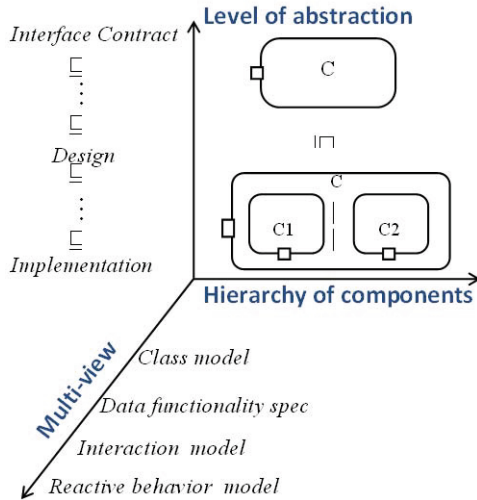 Level of abstraction
Interface Contract
⊑
⋮
⊑
Design
⊑
⋮
⊑
Implementation
C
⊑
C
C1
C2
Hierarchy of components
Multi-view
Class model
Data functionality spec
Interaction model
Reactive behavior model